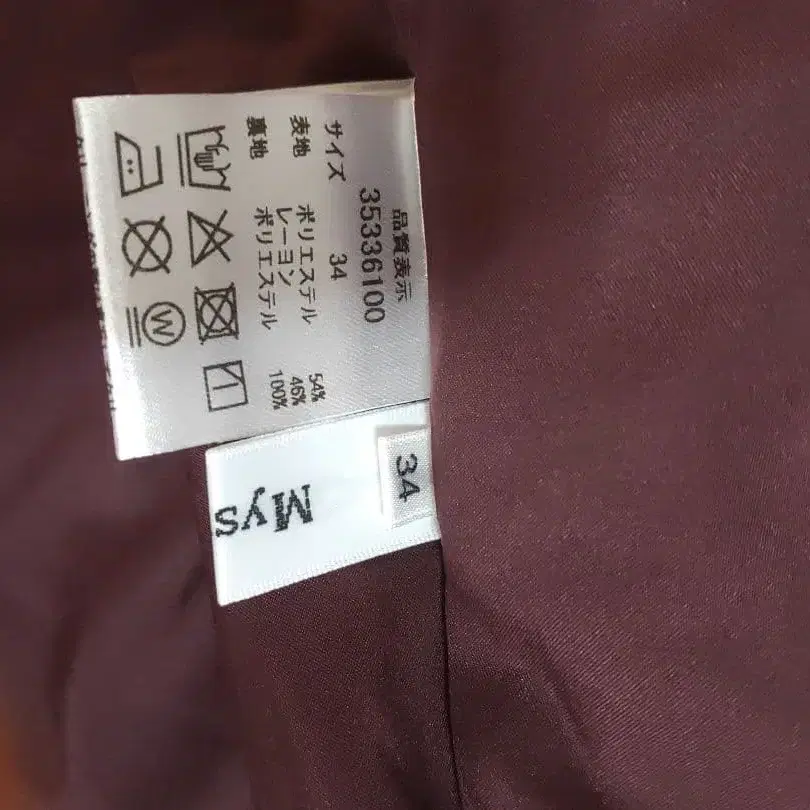 品質表示
35336100
サイズ 34
表地 ポリエステル 54%
レーヨン 46%
裏地 ポリエステル 100%
W
34
Mys